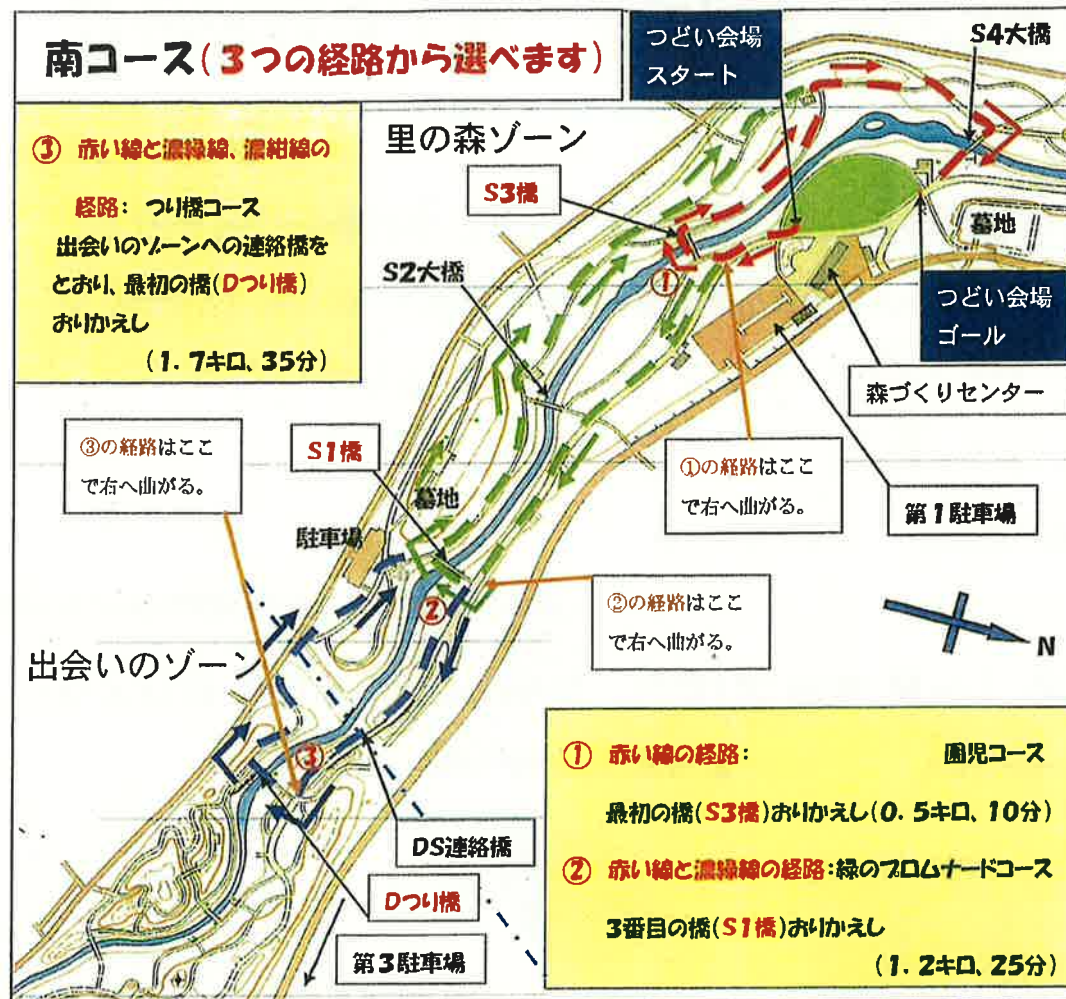 南コース(3つの経路から選べます)
つどい会場
スタート
S4大橋
③ 赤い線と濃緑線、濃紺線の
経路: つり橋コース
出会いのゾーンへの連絡橋を
とおり、最初の橋(Dつり橋)
おりかえし
(1.7キロ、35分)
里の森ゾーン
S3橋
墓地
①
S2大橋
つどい会場
ゴール
森づくりセンター
③の経路はここ
で右へ曲がる。
S1橋
①の経路はここ
で右へ曲がる。
墓地
第1駐車場
駐車場
②
②の経路はここ
で右へ曲がる。
N
出会いのゾーン
③
DS連絡橋
Dつり橋
第3駐車場
① 赤い線の経路: 園児コース
最初の橋(S3橋)おりかえし(0.5キロ、10分)
② 赤い線と濃緑線の経路:緑のプロムナードコース
3番目の橋(S1橋)おりかえし
(1.2キロ、25分)